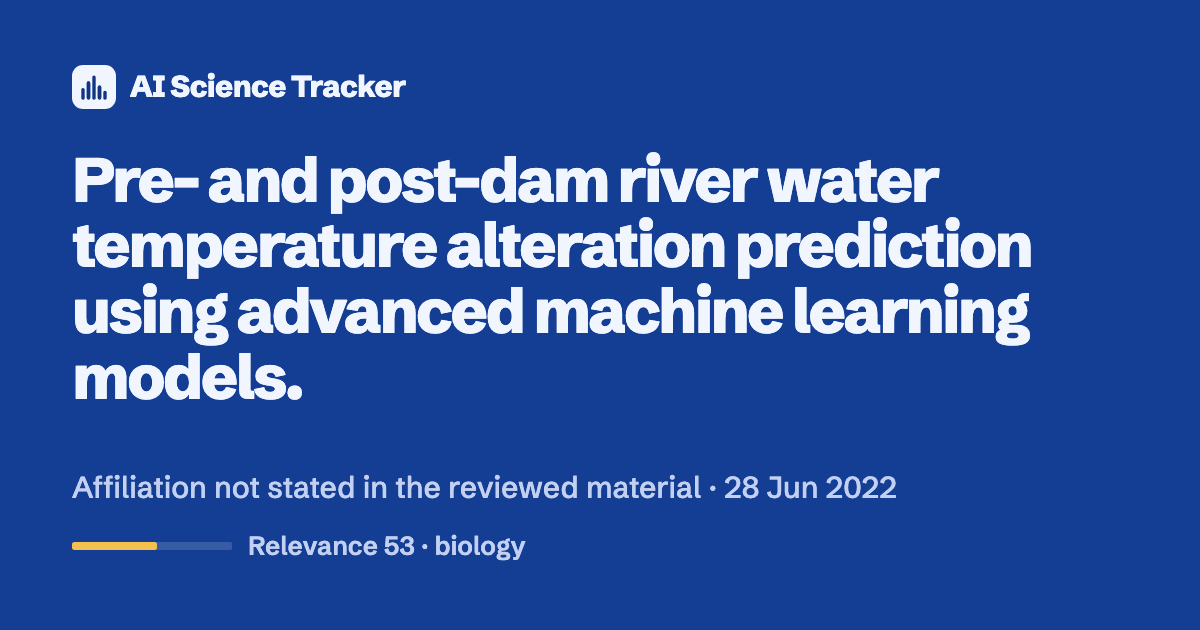 AI Science Tracker
Pre- and post-dam river water
temperature alteration prediction
using advanced machine learning
models.
Affiliation not stated in the reviewed material · 28 Jun 2022
Relevance 53 · biology